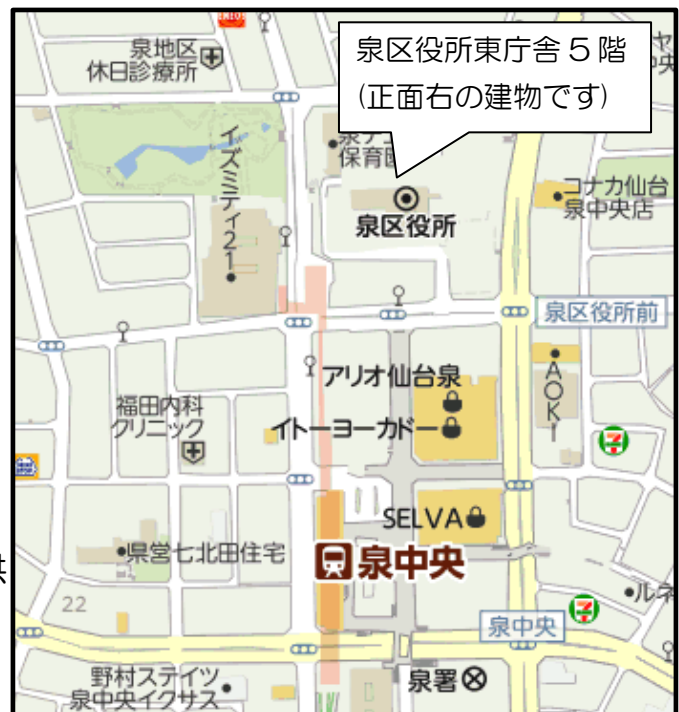 ENEOS
泉地区
休日診療所
泉区役所東庁舎5階
(正面右の建物です)
保育
イズミティ21
コナカ仙台
泉中央店
泉区役所
泉区役所前
アリオ仙台泉
AOKI
福田内科
クリニック
イトーヨーカドー
7
SELVA
県営七北田住宅
泉中央
22
7
ルネ
泉中央
野村ステイツ
泉中央イクサス
泉署